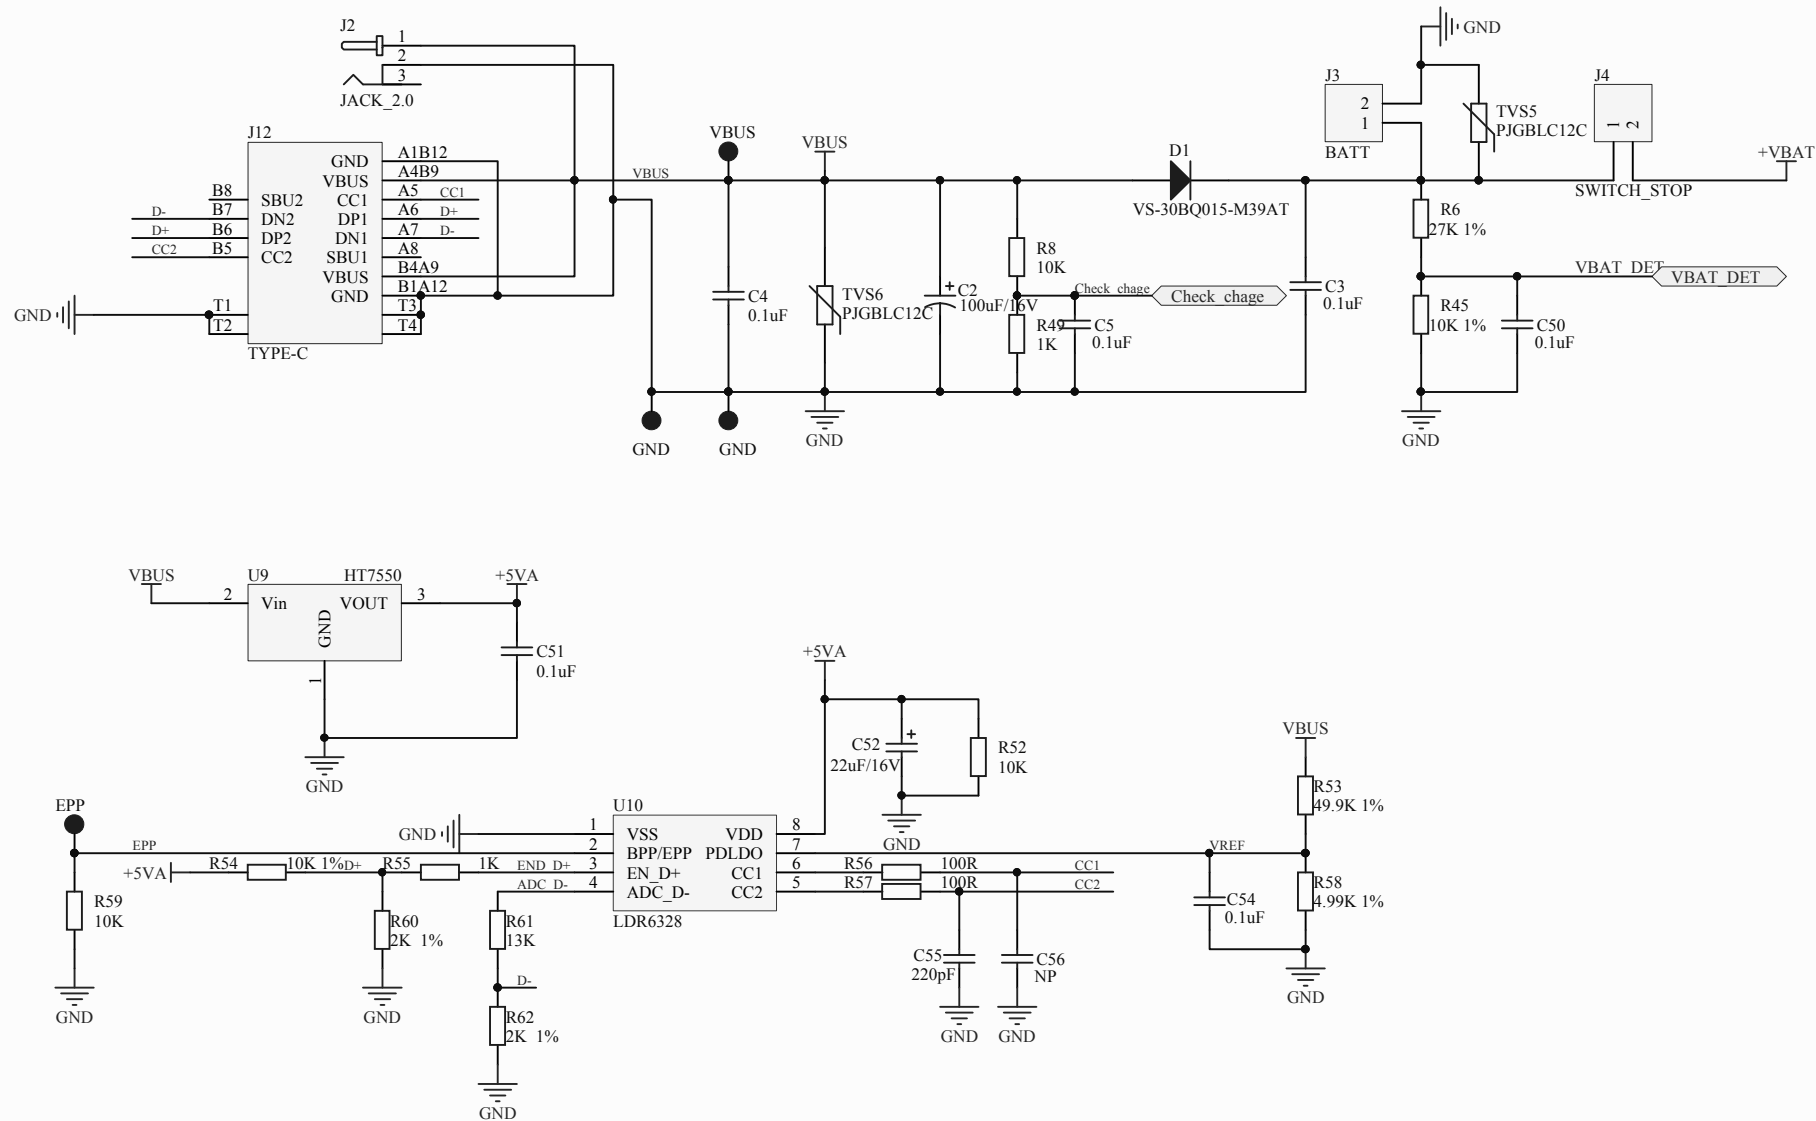 J2
1
2
3
JACK_2.0
J12
GND
VBUS
CC1
DP1
DN1
SBU1
VBUS
GND
SBU2
DN2
DP2
CC2
A1B12
A4B9
A5 CC1
A6 D+
A7 D-
A8
B4A9
B1A12
T3
T4
B8
D- B7
D+ B6
CC2 B5
GND T1
T2
TYPE-C
VBUS
VBUS
VBUS
C4
0.1uF
TVS6
PJGBLC12C
C2
100uF/16V
R8
10K
R49
1K
C5
0.1uF
Check_chage
Check_chage
D1
VS-30BQ015-M39AT
C3
0.1uF
GND
GND
GND
J3
2
1
BATT
GND
TVS5
PJGBLC12C
J4
1
2
SWITCH_STOP
+VBAT
R6
27K 1%
VBAT_DET
VBAT_DET
R45
10K 1%
C50
0.1uF
GND
VBUS
U9
HT7550
+5VA
2
Vin
VOUT
3
GND
1
C51
0.1uF
GND
+5VA
C52
22uF/16V
R52
10K
GND
U10
GND
1
VSS
VDD
8
2
BPP/EPP
PDLDO
7
3
EN_D+
CC1
6
4
ADC_D-
CC2
5
LDR6328
EPP
EPP
+5VA
R54
10K 1%
D+
R55
1K
END_D+
ADC_D-
R59
10K
GND
R60
2K 1%
GND
R61
13K
D-
R62
2K 1%
GND
R56
100R
CC1
R57
100R
CC2
C55
220pF
GND
C56
NP
GND
VBUS
R53
49.9K 1%
VREF
R58
4.99K 1%
C54
0.1uF
GND